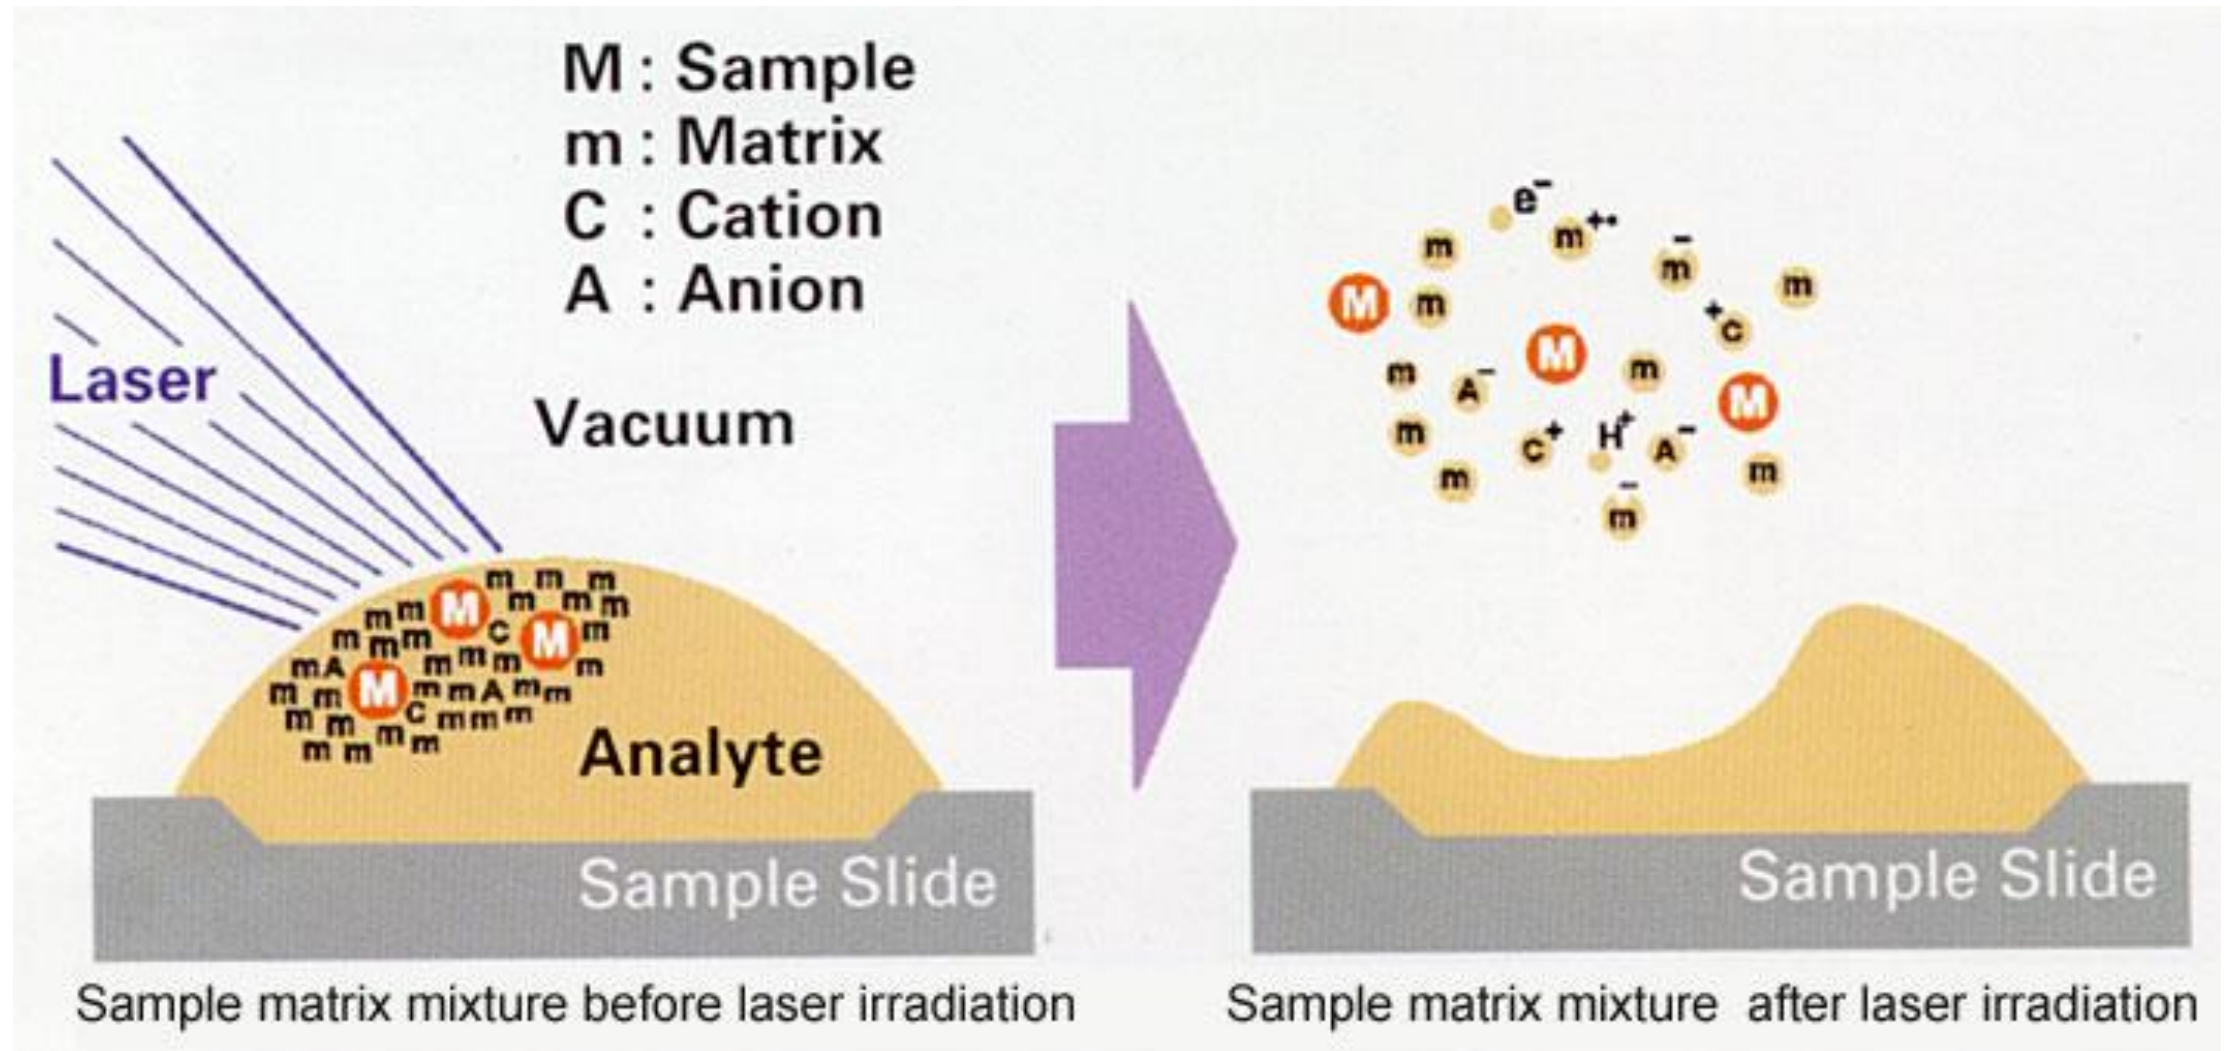 M : Sample
m : Matrix
C : Cation
A : Anion
Laser
Vacuum
m m m
m m M m m m
m m m C M m
m A m m m m
m m M m m A m m
m m C m m m
m m m m
Analyte
Sample Slide
Sample matrix mixture before laser irradiation
e⁻
m m⁺• m⁻ m
M m ⁺C
m A⁻ M m M
m C⁺ H⁺ A⁻
m m
m⁻
Sample Slide
Sample matrix mixture after laser irradiation